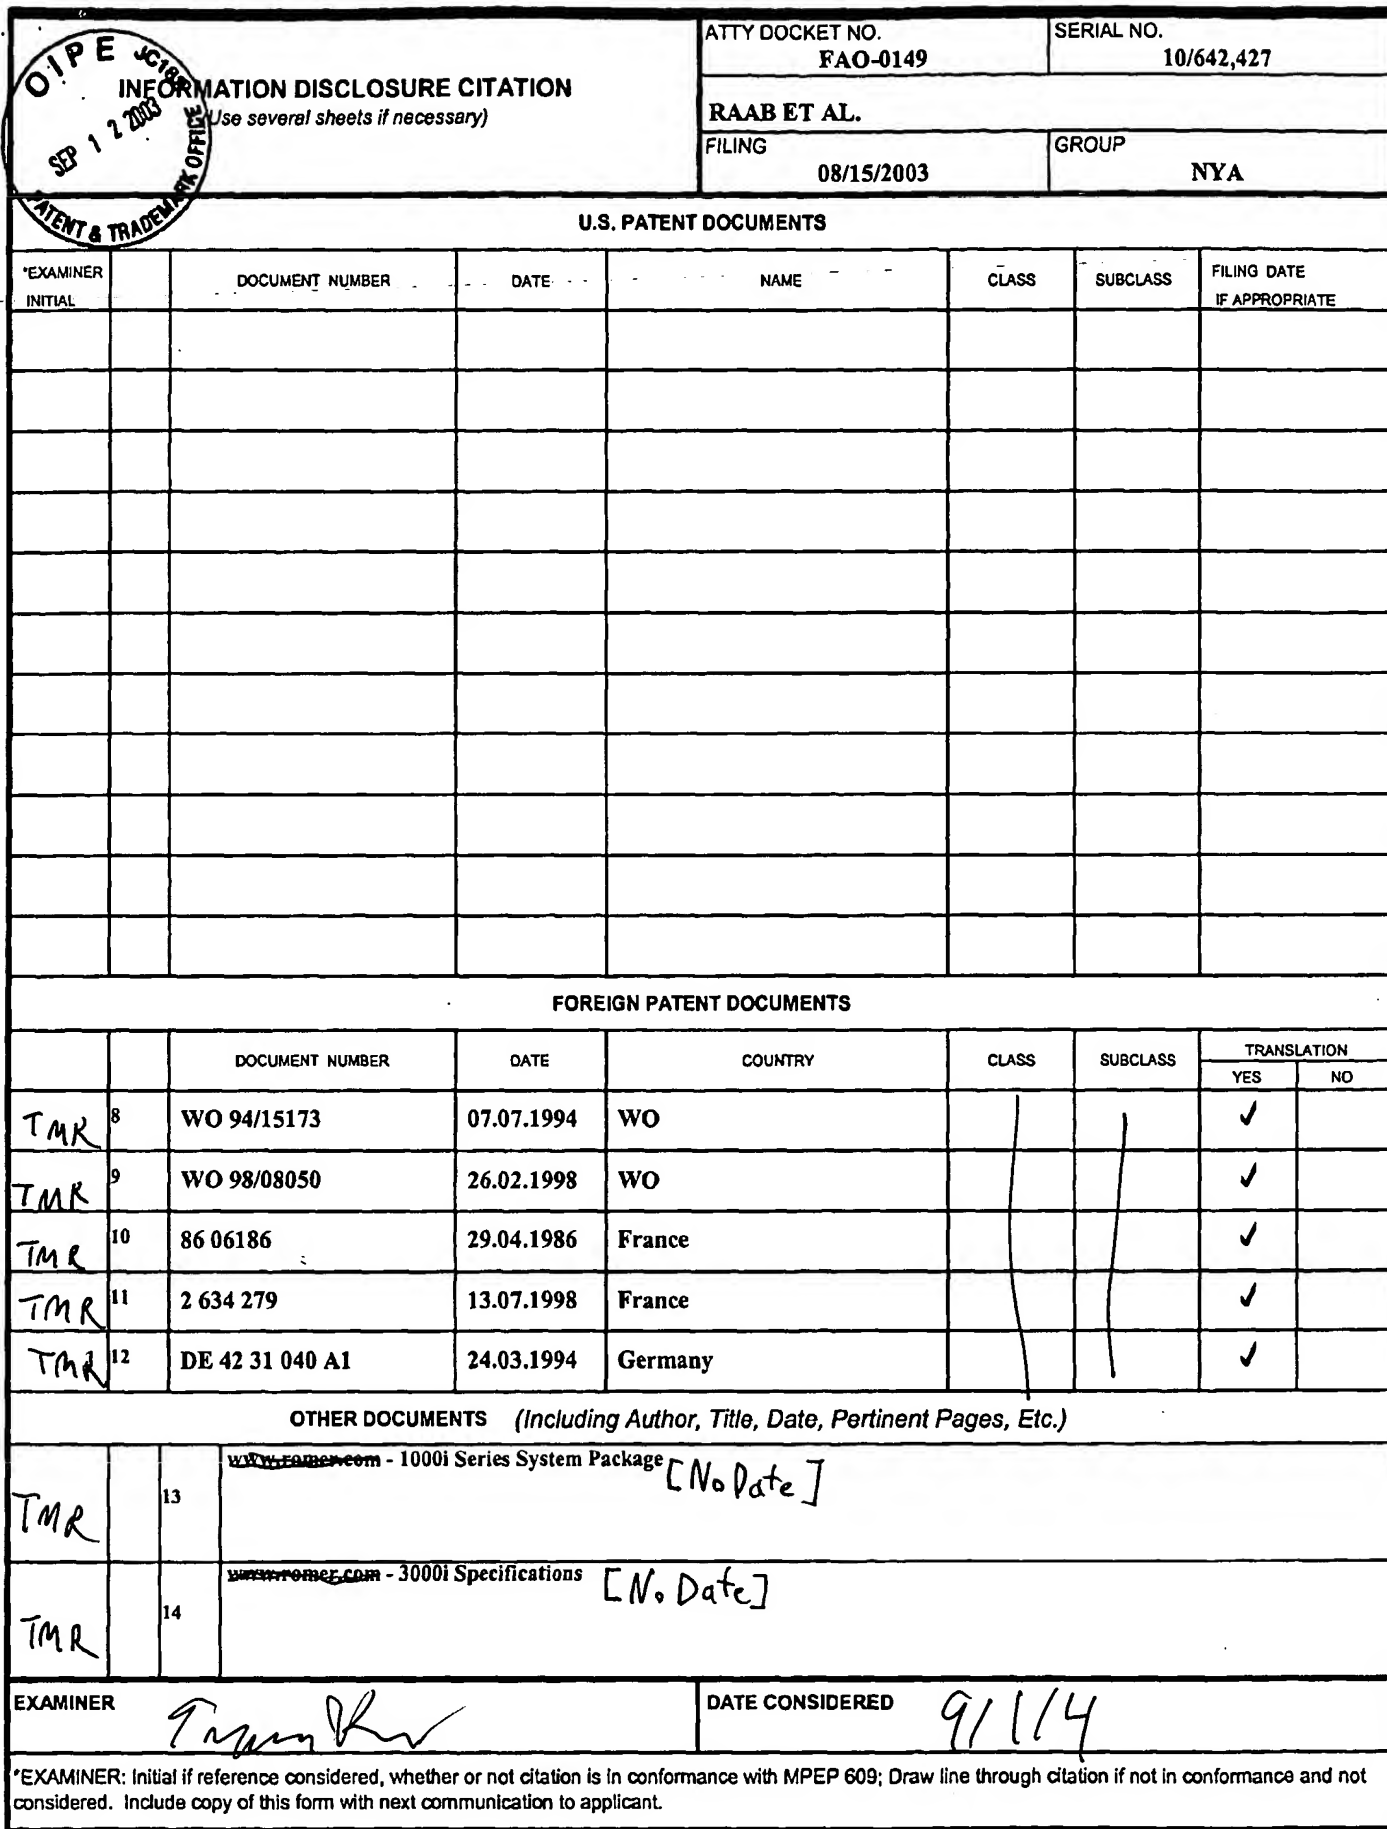 OIPE JC18
SEP 12 2003
PATENT & TRADEMARK OFFICE
INFORMATION DISCLOSURE CITATION
(Use several sheets if necessary)
ATTY DOCKET NO.
FAO-0149
SERIAL NO.
10/642,427
RAAB ET AL.
FILING
08/15/2003
GROUP
NYA
U.S. PATENT DOCUMENTS
*EXAMINER INITIAL DOCUMENT NUMBER DATE NAME CLASS SUBCLASS FILING DATE IF APPROPRIATE
FOREIGN PATENT DOCUMENTS
DOCUMENT NUMBER DATE COUNTRY CLASS SUBCLASS TRANSLATION
YES NO
TMR 8 WO 94/15173 07.07.1994 WO ✓
TMR 9 WO 98/08050 26.02.1998 WO ✓
TMR 10 86 06186 29.04.1986 France ✓
TMR 11 2 634 279 13.07.1998 France ✓
TMR 12 DE 42 31 040 A1 24.03.1994 Germany ✓
OTHER DOCUMENTS (Including Author, Title, Date, Pertinent Pages, Etc.)
TMR 13 www.romer.com - 1000i Series System Package [No Date]
TMR 14 www.romer.com - 3000i Specifications [No Date]
EXAMINER
DATE CONSIDERED 9/1/4
*EXAMINER: Initial if reference considered, whether or not citation is in conformance with MPEP 609; Draw line through citation if not in conformance and not
considered. Include copy of this form with next communication to applicant.